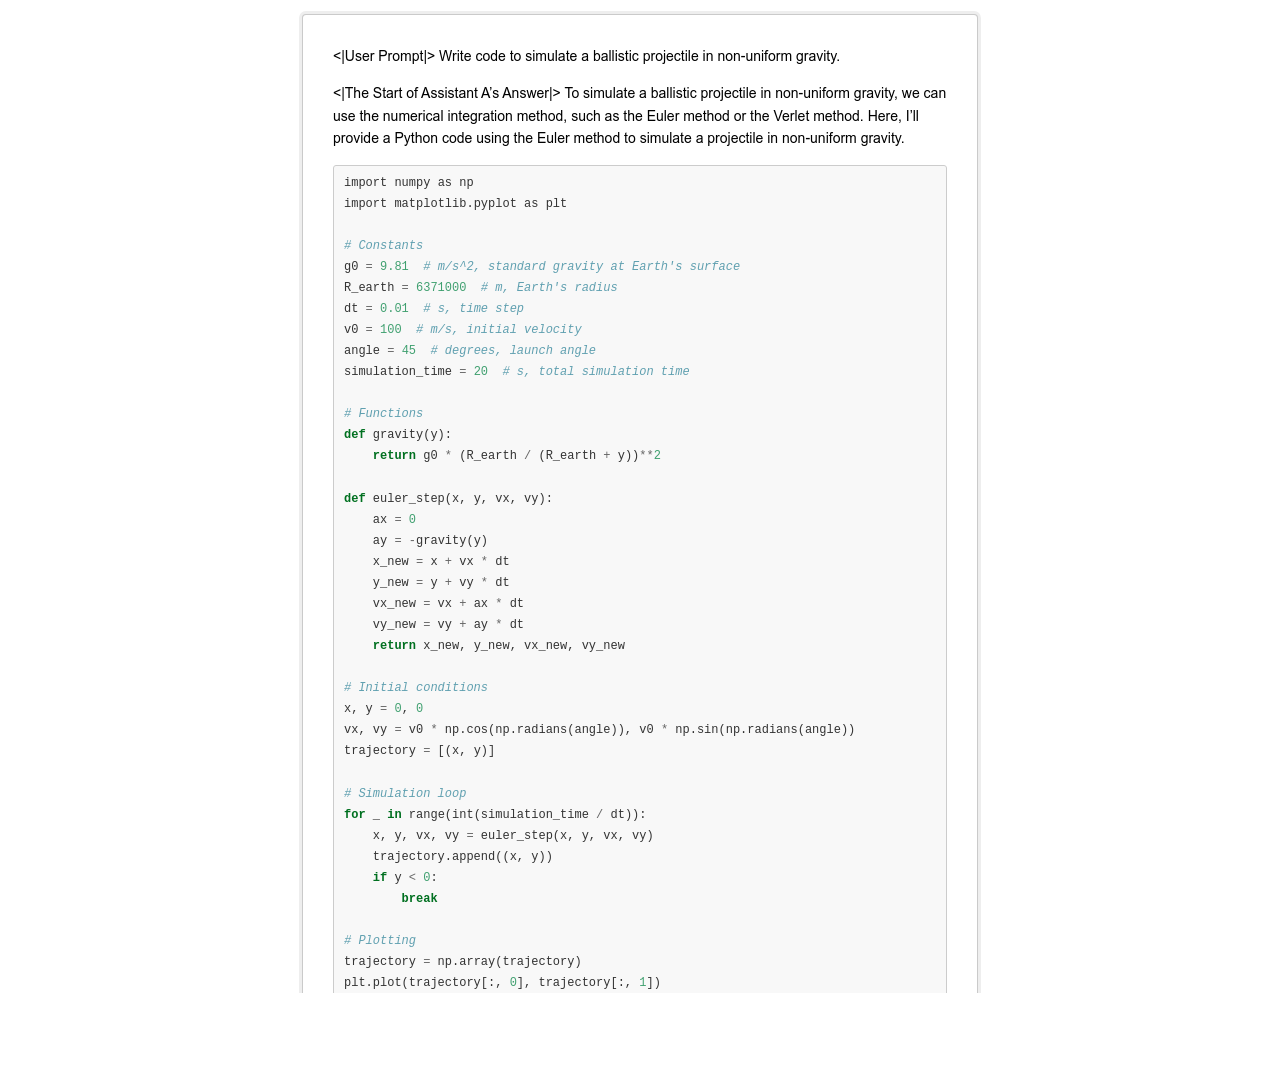 <|User Prompt|> Write code to simulate a ballistic projectile in non-uniform gravity.
<|The Start of Assistant A’s Answer|> To simulate a ballistic projectile in non-uniform gravity, we can
use the numerical integration method, such as the Euler method or the Verlet method. Here, I’ll
provide a Python code using the Euler method to simulate a projectile in non-uniform gravity.
import numpy as np
import matplotlib.pyplot as plt
# Constants
g0 = 9.81  # m/s^2, standard gravity at Earth's surface
R_earth = 6371000  # m, Earth's radius
dt = 0.01  # s, time step
v0 = 100  # m/s, initial velocity
angle = 45  # degrees, launch angle
simulation_time = 20  # s, total simulation time
# Functions
def gravity(y):
    return g0 * (R_earth / (R_earth + y))**2
def euler_step(x, y, vx, vy):
    ax = 0
    ay = -gravity(y)
    x_new = x + vx * dt
    y_new = y + vy * dt
    vx_new = vx + ax * dt
    vy_new = vy + ay * dt
    return x_new, y_new, vx_new, vy_new
# Initial conditions
x, y = 0, 0
vx, vy = v0 * np.cos(np.radians(angle)), v0 * np.sin(np.radians(angle))
trajectory = [(x, y)]
# Simulation loop
for _ in range(int(simulation_time / dt)):
    x, y, vx, vy = euler_step(x, y, vx, vy)
    trajectory.append((x, y))
    if y < 0:
        break
# Plotting
trajectory = np.array(trajectory)
plt.plot(trajectory[:, 0], trajectory[:, 1])